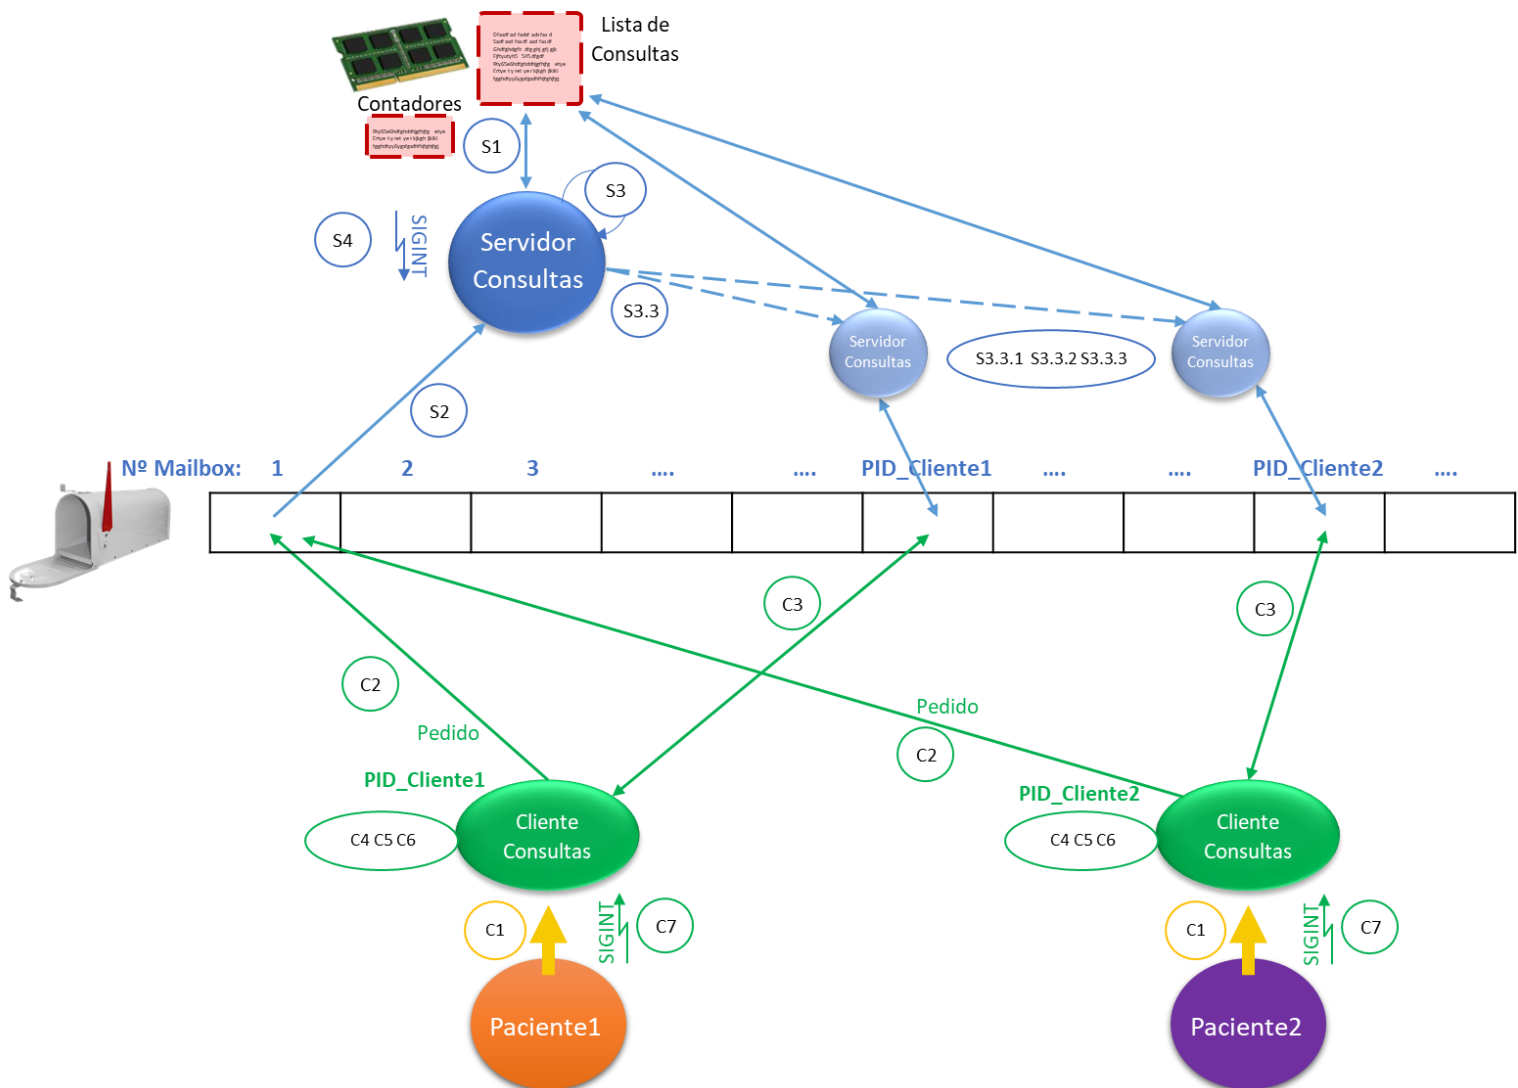 Lista de
Consultas
Contadores
S1
S3
S4
SIGINT
Servidor
Consultas
S3.3
Servidor
Consultas
S3.3.1 S3.3.2 S3.3.3
Servidor
Consultas
S2
Nº Mailbox: 1 2 3 .... .... PID_Cliente1 .... .... PID_Cliente2 ....
C3
C3
C2
Pedido
Pedido
C2
PID_Cliente1
PID_Cliente2
Cliente
Consultas
C4 C5 C6
Cliente
Consultas
C4 C5 C6
C1
SIGINT
C7
C1
SIGINT
C7
Paciente1
Paciente2